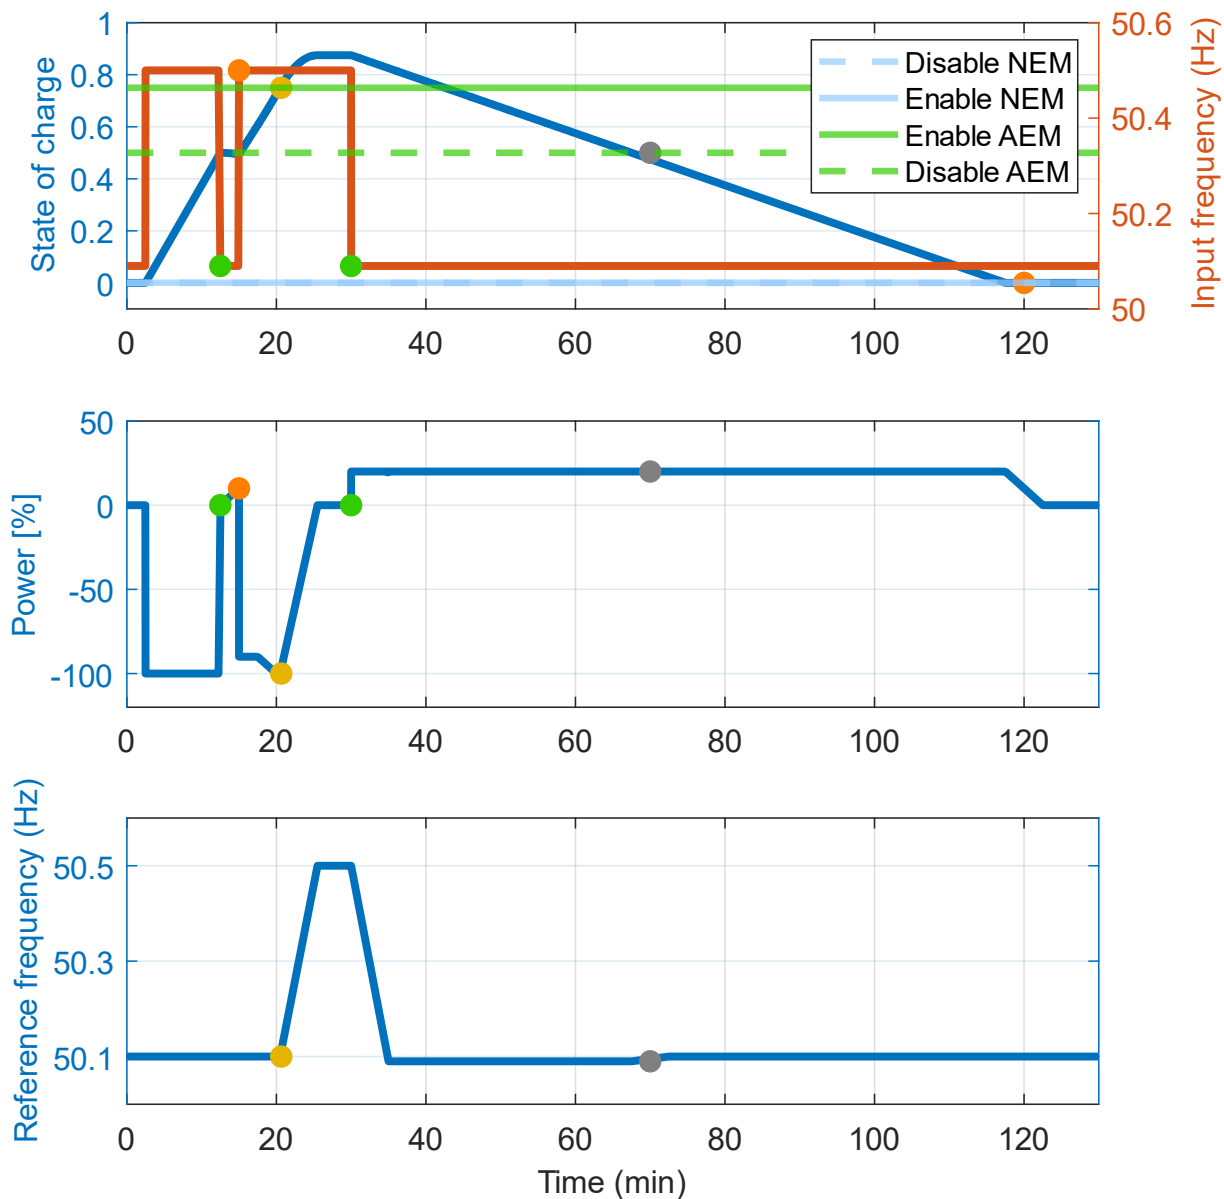 State of charge
1
0.8
0.6
0.4
0.2
0
50.6
50.4
50.2
50
Input frequency (Hz)
Disable NEM
Enable NEM
Enable AEM
Disable AEM
0 20 40 60 80 100 120
Power [%]
50
0
-50
-100
0 20 40 60 80 100 120
Reference frequency (Hz)
50.5
50.3
50.1
0 20 40 60 80 100 120
Time (min)